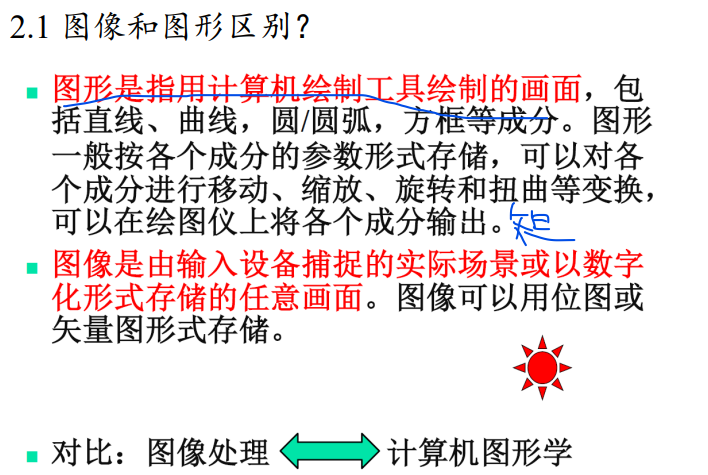 2.1 图像和图形区别？
图形是指用计算机绘制工具绘制的画面，包
括直线、曲线，圆/圆弧，方框等成分。图形
一般按各个成分的参数形式存储，可以对各
个成分进行移动、缩放、旋转和扭曲等变换，
可以在绘图仪上将各个成分输出。
图像是由输入设备捕捉的实际场景或以数字
化形式存储的任意画面。图像可以用位图或
矢量图形式存储。
对比：图像处理 计算机图形学